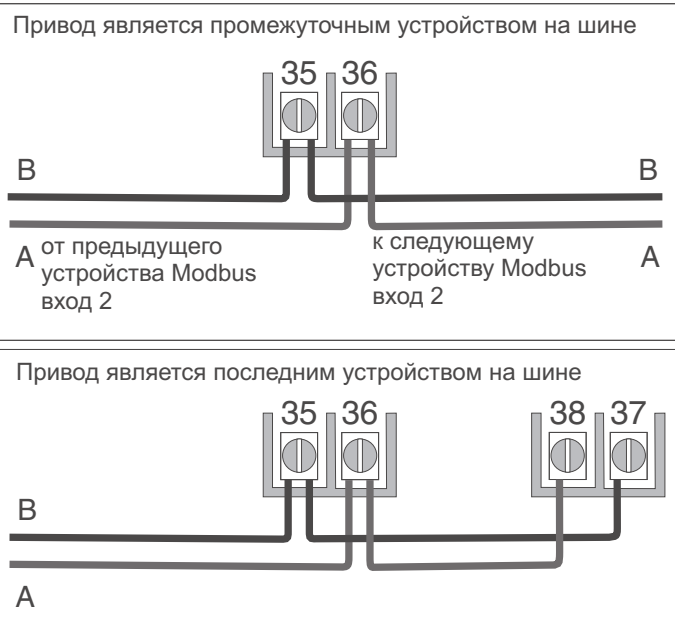 Привод является промежуточным устройством на шине
35 36
B B
A от предыдущего
устройства Modbus
вход 2
к следующему
устройству Modbus
вход 2
A
Привод является последним устройством на шине
35 36 38 37
B
A